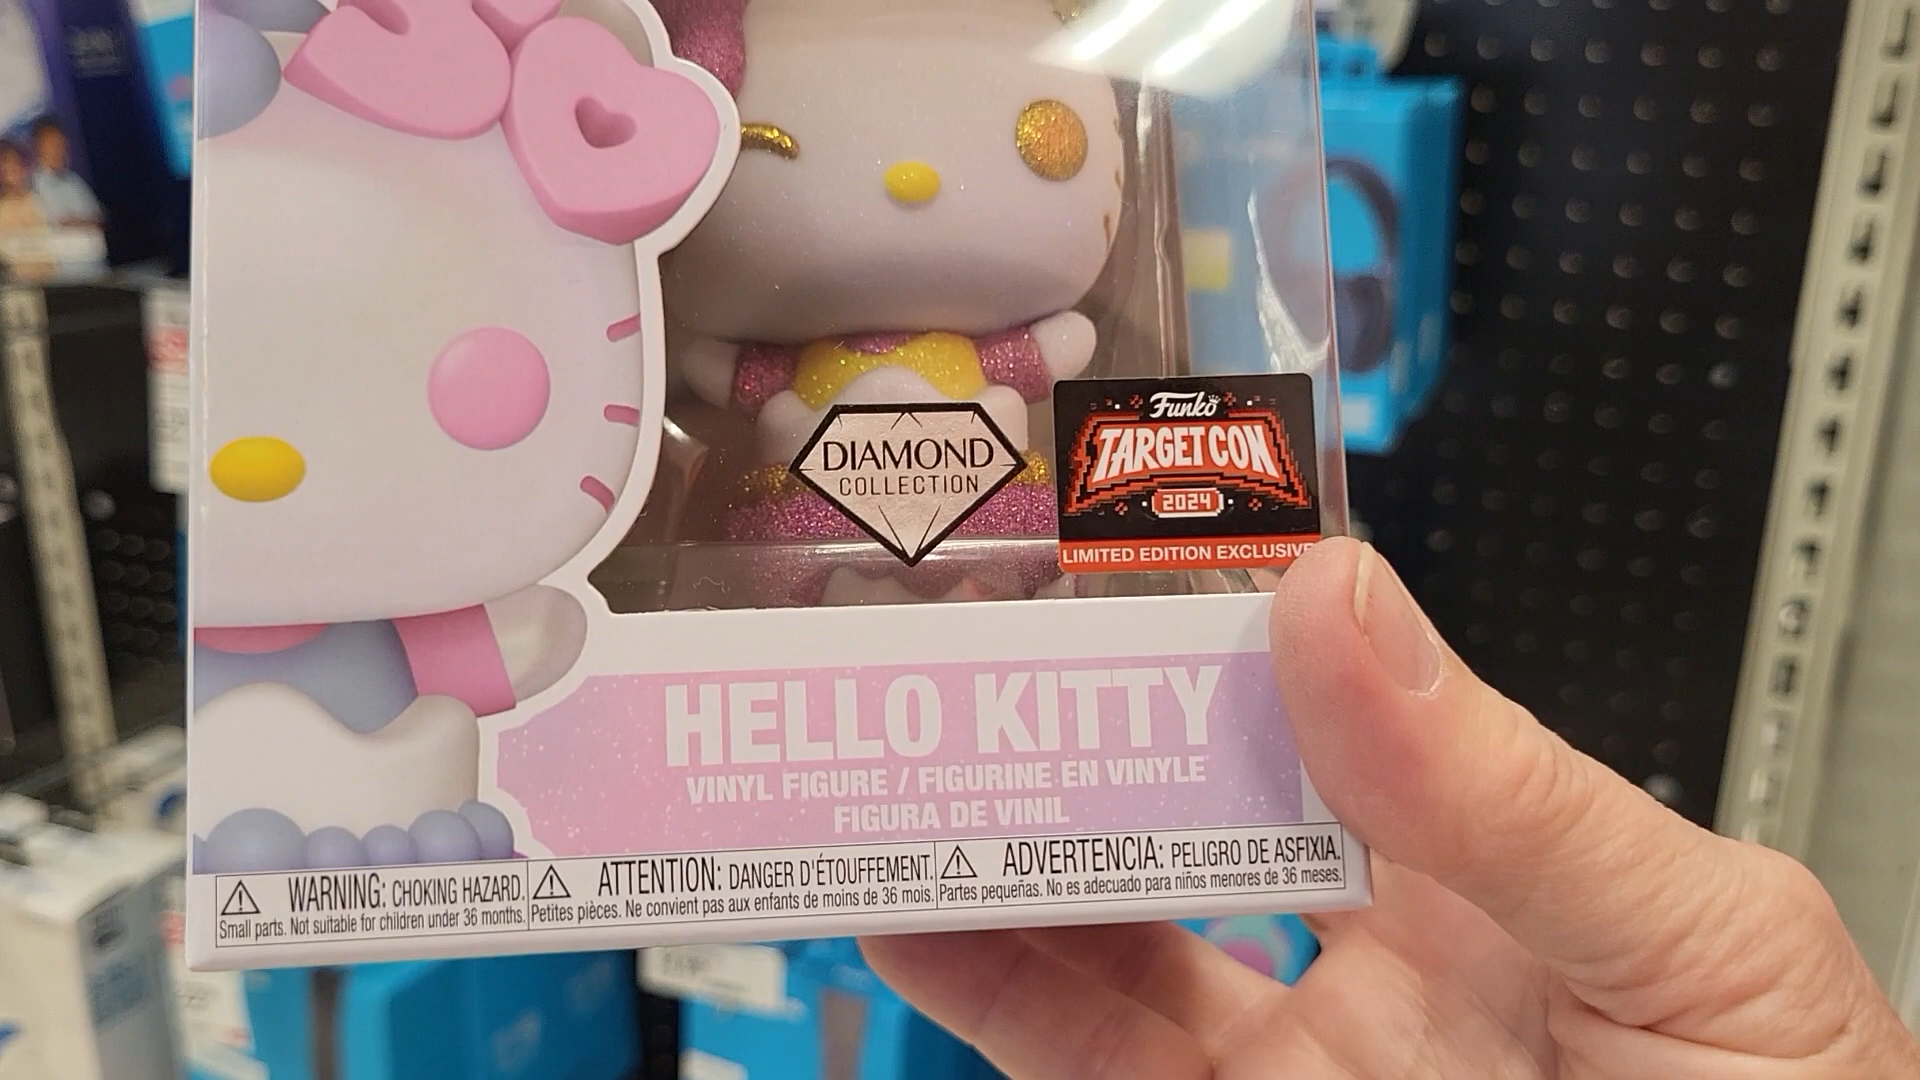 DIAMOND
COLLECTION
Funko
TARGET CON
2024
LIMITED EDITION EXCLUSIVE
HELLO KITTY
VINYL FIGURE / FIGURINE EN VINYLE
FIGURA DE VINIL
WARNING: CHOKING HAZARD.
Small parts. Not suitable for children under 36 months.
ATTENTION: DANGER D'ÉTOUFFEMENT.
Petites pièces. Ne convient pas aux enfants de moins de 36 mois.
ADVERTENCIA: PELIGRO DE ASFIXIA.
Partes pequeñas. No es adecuado para niños menores de 36 meses.